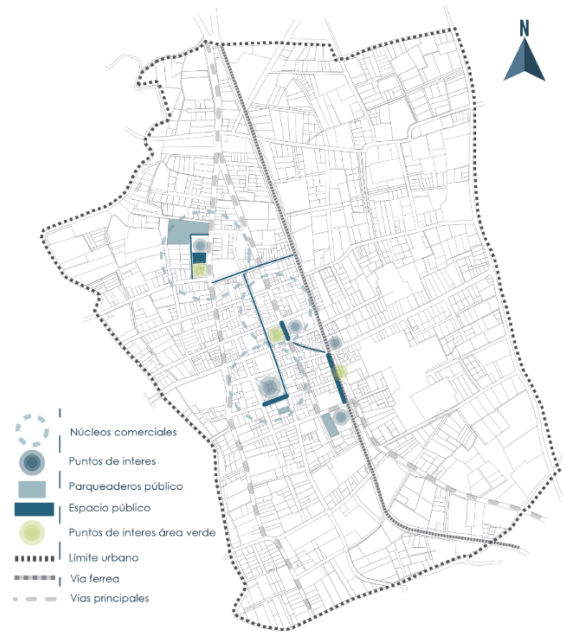 N
Núcleos comerciales
Puntos de interes
Parqueaderos público
Espacio público
Puntos de interes área verde
Límite urbano
Vía ferrea
Vías principales